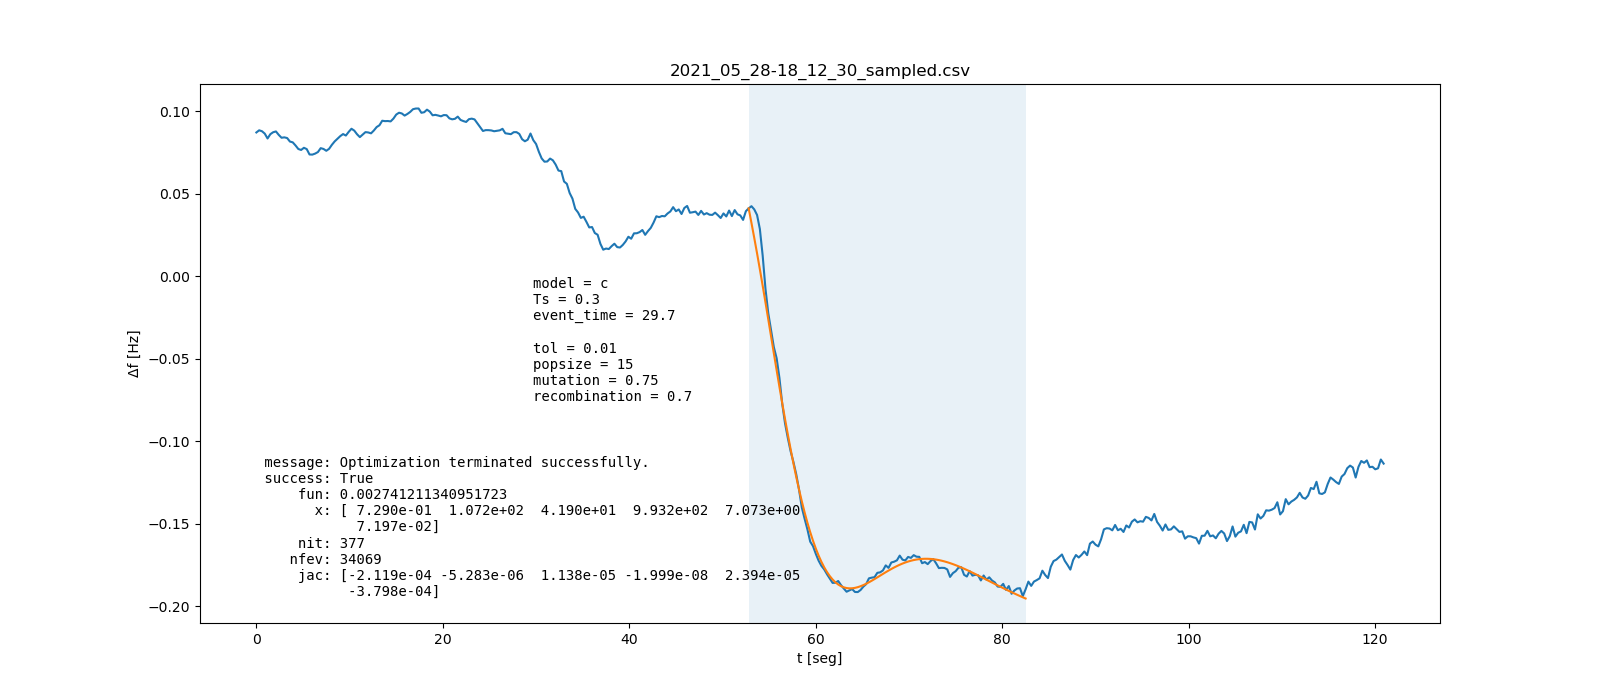 2021_05_28-18_12_30_sampled.csv
Δf [Hz]
0.10
0.05
0.00
−0.05
−0.10
−0.15
−0.20
model = c
Ts = 0.3
event_time = 29.7
tol = 0.01
popsize = 15
mutation = 0.75
recombination = 0.7
message: Optimization terminated successfully.
success: True
fun: 0.002741211340951723
x: [ 7.290e-01  1.072e+02  4.190e+01  9.932e+02  7.073e+00
7.197e-02]
nit: 377
nfev: 34069
jac: [-2.119e-04 -5.283e-06  1.138e-05 -1.999e-08  2.394e-05
-3.798e-04]
0 20 40 60 80 100 120
t [seg]